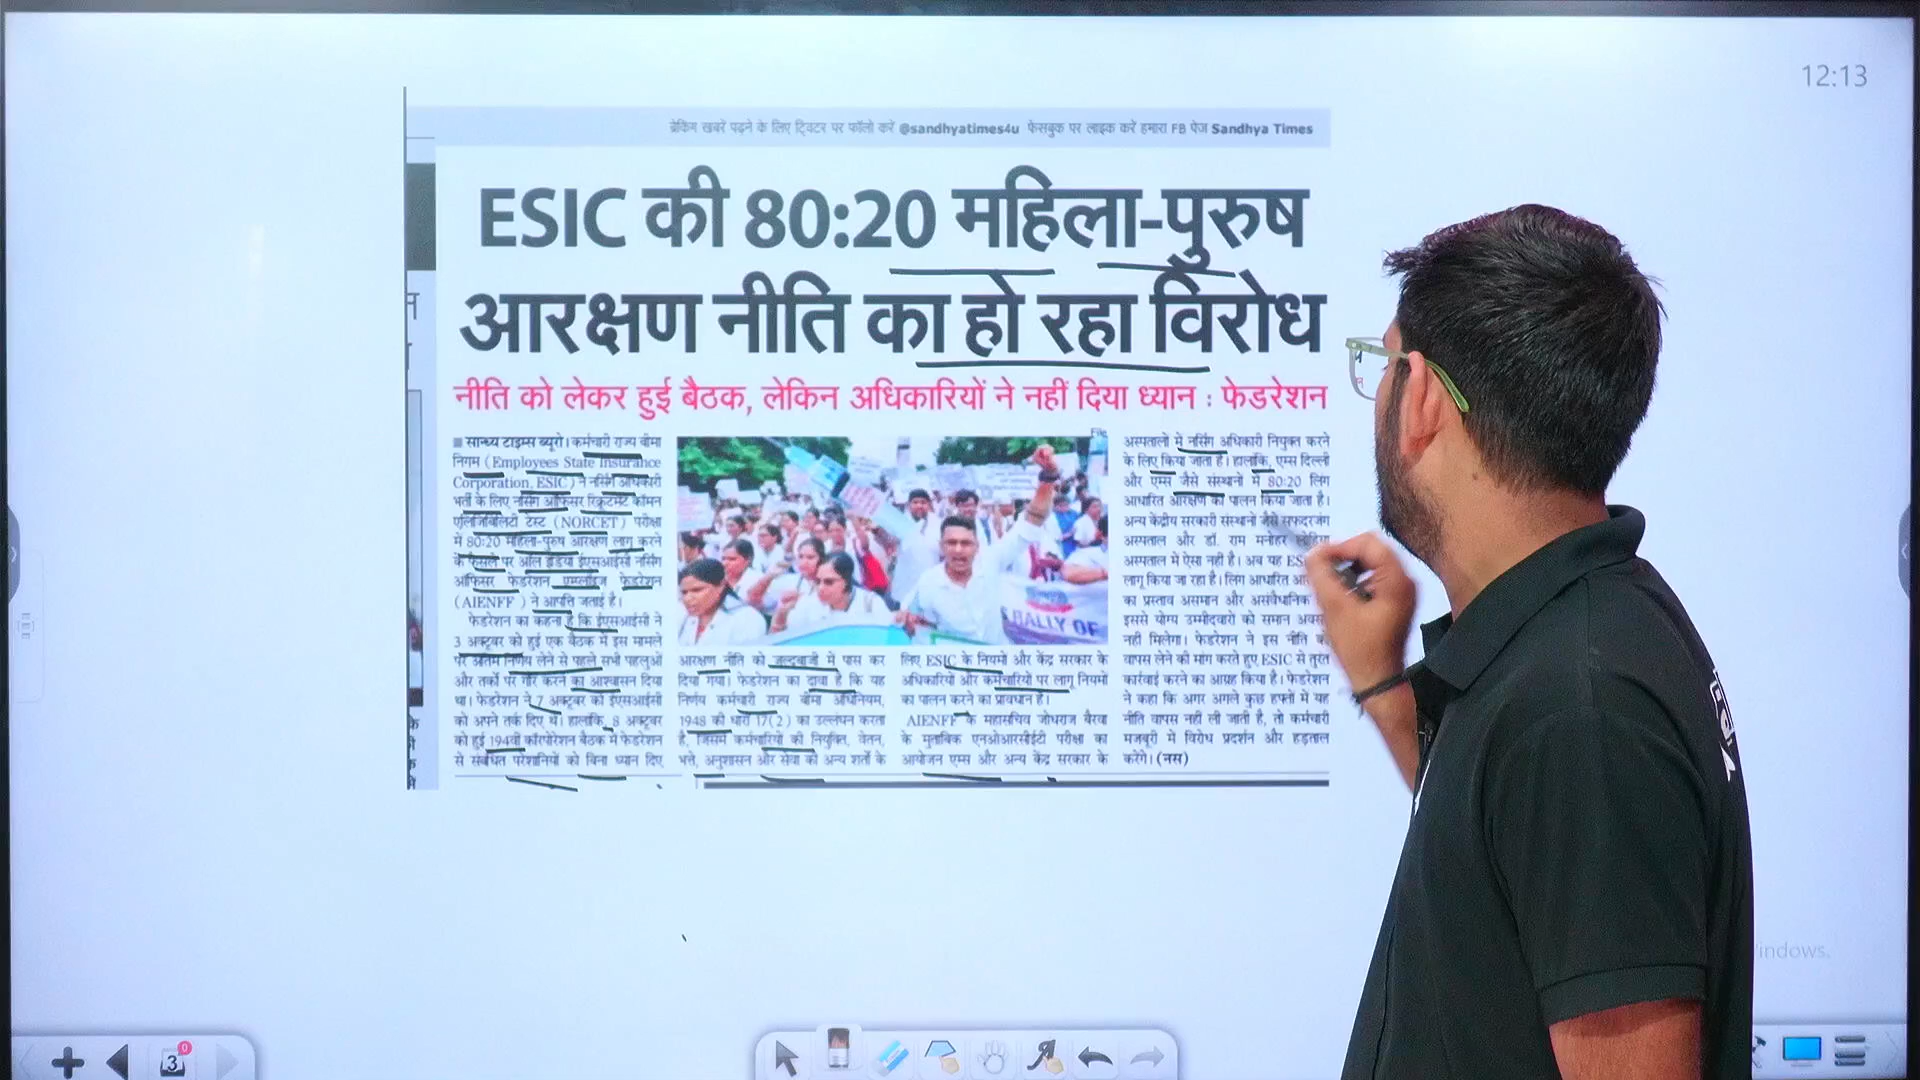 12:13
ब्रेकिंग खबरें पढ़ने के लिए ट्विटर पर फॉलो करें @sandhyatimes4u फेसबुक पर लाइक करें हमारा FB पेज Sandhya Times
ESIC की 80:20 महिला-पुरुष
आरक्षण नीति का हो रहा विरोध
नीति को लेकर हुई बैठक, लेकिन अधिकारियों ने नहीं दिया ध्यान : फेडरेशन
■ सान्ध्य टाइम्स ब्यूरो। कर्मचारी राज्य बीमा
निगम (Employees State Insurance
Corporation, ESIC) ने नर्सिंग अधिकारी
भर्ती के लिए नर्सिंग ऑफिसर रिक्रूटमेंट कॉमन
एलिजिबिलिटी टेस्ट (NORCET) परीक्षा
में 80:20 महिला-पुरुष आरक्षण लागू करने
के फैसले पर ऑल इंडिया ईएसआईसी नर्सिंग
ऑफिसर फेडरेशन एम्प्लॉइज फेडरेशन
(AIENFF ) ने आपत्ति जताई है।
फेडरेशन का कहना है कि ईएसआईसी ने
3 अक्टूबर को हुई एक बैठक में इस मामले
पर अंतिम निर्णय लेने से पहले सभी पहलुओं
और तर्कों पर गौर करने का आश्वासन दिया
था। फेडरेशन ने 7 अक्टूबर को ईएसआईसी
को अपने तर्क दिए थे। हालांकि, 8 अक्टूबर
को हुई 194वीं कॉरपोरेशन बैठक में फेडरेशन
से संबंधित परेशानियों को बिना ध्यान दिए
File
RALLY OF
आरक्षण नीति को जल्दबाजी में पास कर
दिया गया। फेडरेशन का दावा है कि यह
निर्णय कर्मचारी राज्य बीमा अधिनियम,
1948 की धारा 17(2) का उल्लंघन करता
है, जिसमें कर्मचारियों की नियुक्ति, वेतन,
भत्ते, अनुशासन और सेवा की अन्य शर्तों के
लिए ESIC के नियमों और केंद्र सरकार के
अधिकारियों और कर्मचारियों पर लागू नियमों
का पालन करने का प्रावधान है।
AIENFF के महासचिव जोधराज बैरवा
के मुताबिक एनओआरसीईटी परीक्षा का
आयोजन एम्स और अन्य केंद्र सरकार के
अस्पतालों में नर्सिंग अधिकारी नियुक्त करने
के लिए किया जाता है। हालांकि, एम्स दिल्ली
और एम्स जैसे संस्थानों में 80:20 लिंग
आधारित आरक्षण का पालन किया जाता है।
अन्य केंद्रीय सरकारी संस्थानों जैसे सफदरजंग
अस्पताल और डॉ. राम मनोहर लोहिया
अस्पताल में ऐसा नहीं है। अब यह
लागू किया जा रहा है। लिंग आधारित
का प्रस्ताव असमान और असंवैधानिक
इससे योग्य उम्मीदवारों को समान
नहीं मिलेगा। फेडरेशन ने इस नीति
वापस लेने की मांग करते हुए ESIC से तुरंत
कार्रवाई करने का आग्रह किया है। फेडरेशन
ने कहा कि अगर अगले कुछ हफ्तों में यह
नीति वापस नहीं ली जाती है, तो कर्मचारी
मजबूरी में विरोध प्रदर्शन और हड़ताल
करेंगे। (नस)
3
0